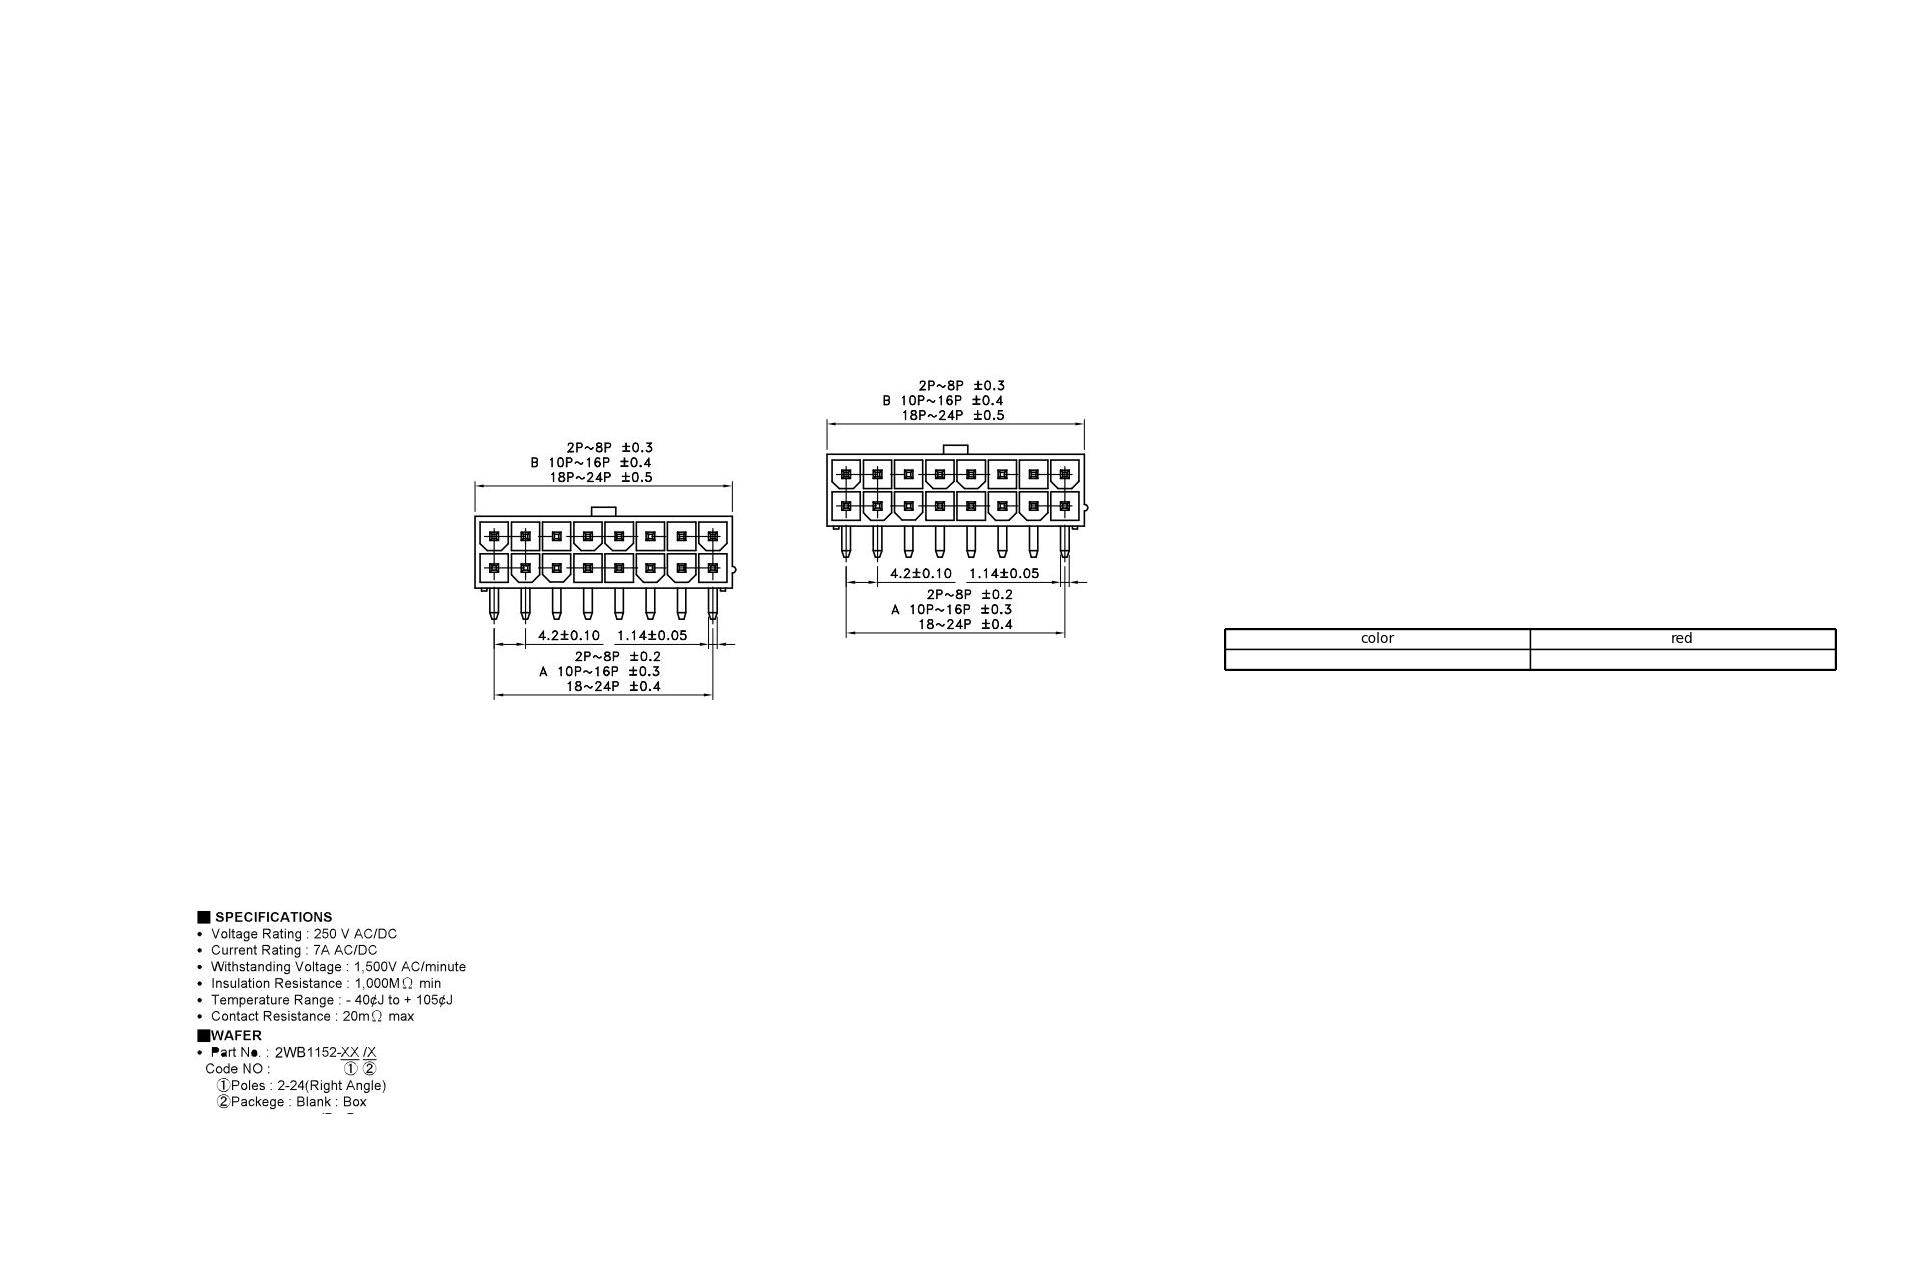 2P~8P ±0.3
B 10P~16P ±0.4
18P~24P ±0.5
4.2±0.10 1.14±0.05
2P~8P ±0.2
A 10P~16P ±0.3
18~24P ±0.4
2P~8P ±0.3
B 10P~16P ±0.4
18P~24P ±0.5
4.2±0.10 1.14±0.05
2P~8P ±0.2
A 10P~16P ±0.3
18~24P ±0.4
color red
■ SPECIFICATIONS
• Voltage Rating : 250 V AC/DC
• Current Rating : 7A AC/DC
• Withstanding Voltage : 1,500V AC/minute
• Insulation Resistance : 1,000MΩ min
• Temperature Range : - 40¢J to + 105¢J
• Contact Resistance : 20mΩ max
■WAFER
• Part No. : 2WB1152-XX /X
Code NO : ① ②
①Poles : 2-24(Right Angle)
②Packege : Blank : Box